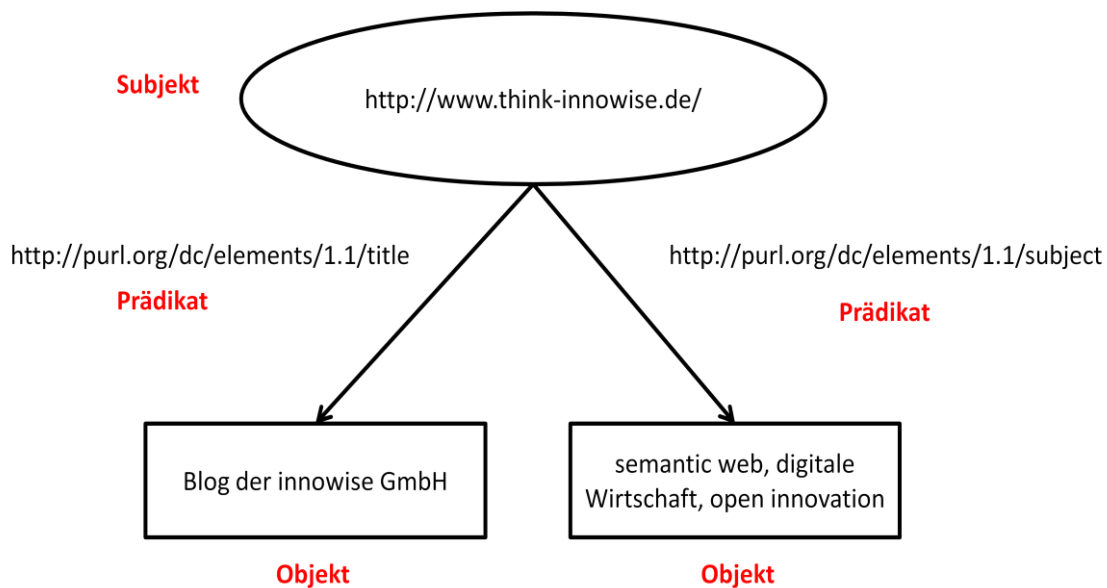 Subjekt
http://www.think-innowise.de/
http://purl.org/dc/elements/1.1/title
Prädikat
http://purl.org/dc/elements/1.1/subject
Prädikat
Blog der innowise GmbH
Objekt
semantic web, digitale
Wirtschaft, open innovation
Objekt